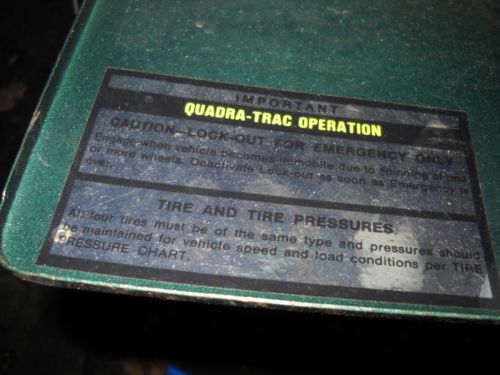 IMPORTANT
QUADRA-TRAC OPERATION
CAUTION-LOCK-OUT FOR EMERGENCY ONLY
Engage when vehicle becomes immobile due to spinning of one
or more wheels. Deactivate Lock-out as soon as Emergency is
over.
TIRE AND TIRE PRESSURES
All four tires must be of the same type and pressures should
be maintained for vehicle speed and load conditions per TIRE
PRESSURE CHART.